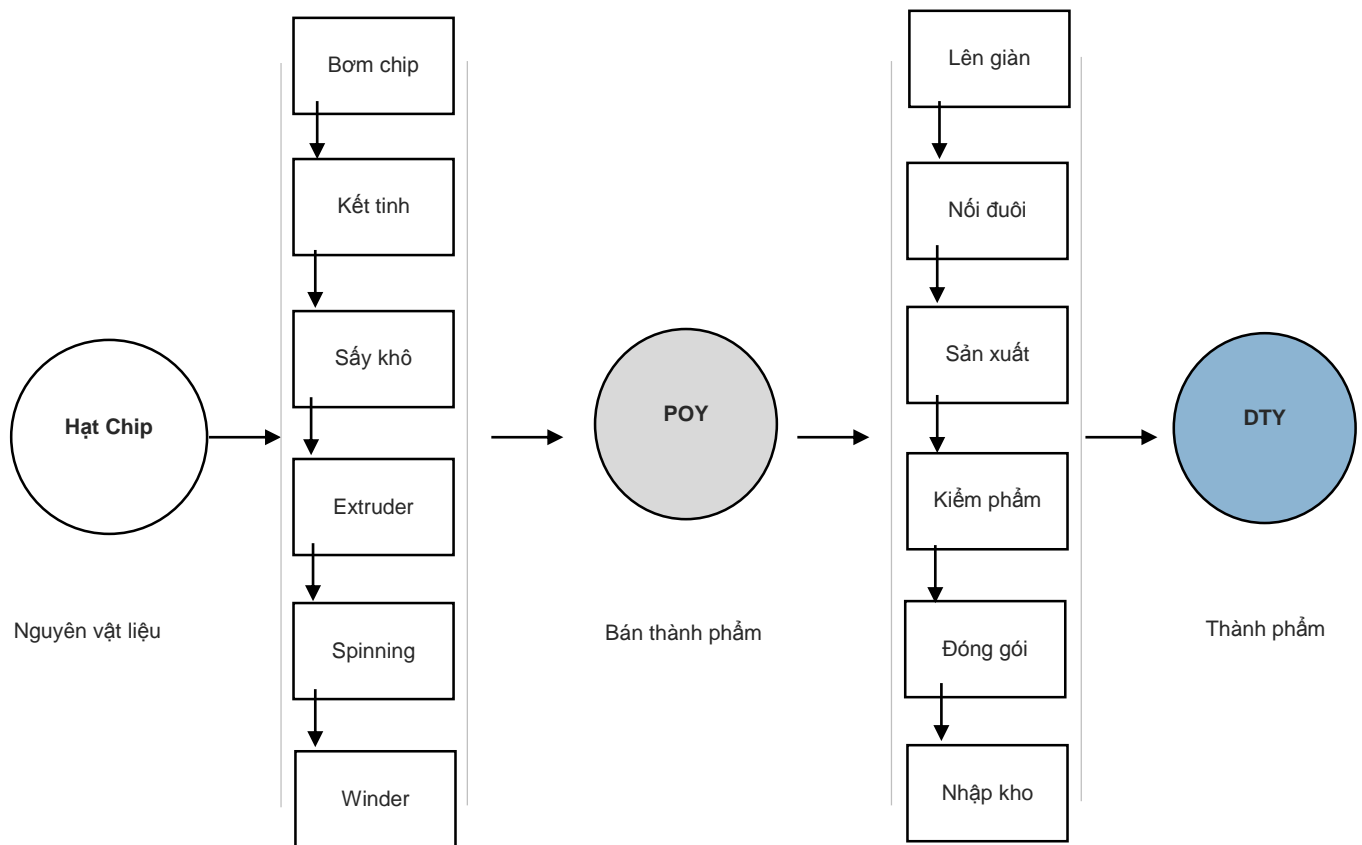 Hạt Chip
Nguyên vật liệu
Bơm chip
Kết tinh
Sấy khô
Extruder
Spinning
Winder
POY
Bán thành phẩm
Lên giàn
Nối đuôi
Sản xuất
Kiểm phẩm
Đóng gói
Nhập kho
DTY
Thành phẩm